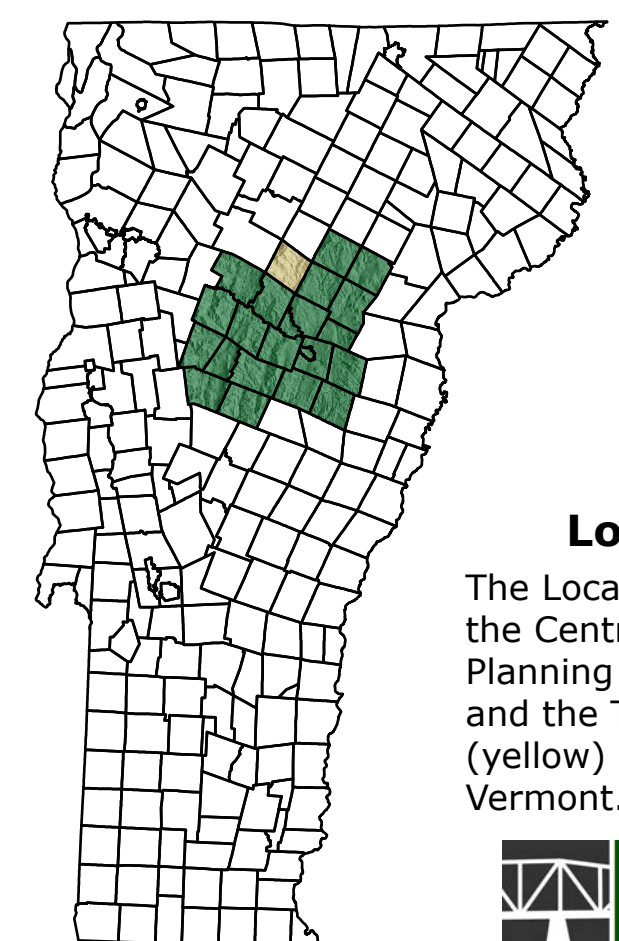 Lo
The Loca
the Centr
Planning
and the T
(yellow)
Vermont.